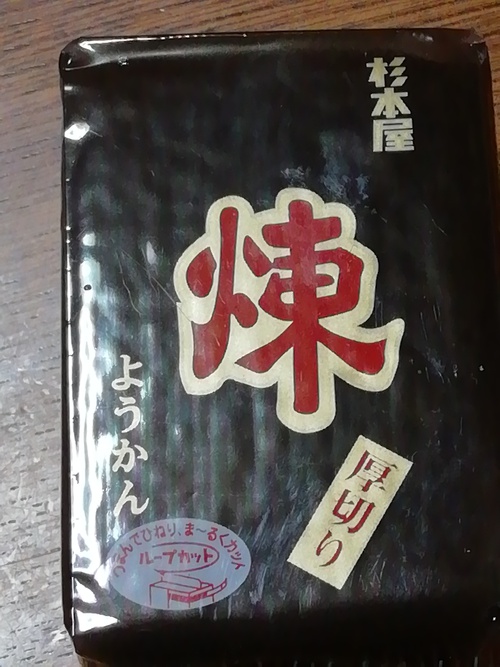 杉本屋
煉
ようかん
厚切り
つまんでひねり、ま〜るくカット
ループカット